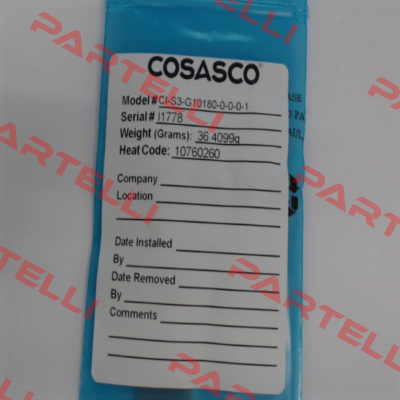 COSASCO®
Model # CI-S3-G10180-0-0-0-1
Serial # I1778
Weight (Grams): 36.4099g
Heat Code: 10760260
Company
Location
Date Installed
By
Date Removed
By
Comments
PARTELLI
PARTELLI
PARTELLI